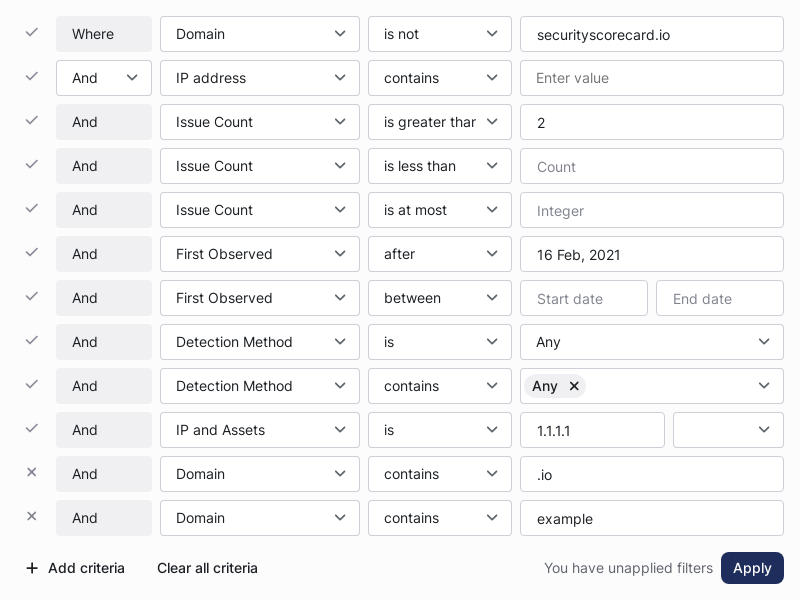 Where Domain is not securityscorecard.io
And IP address contains Enter value
And Issue Count is greater than 2
And Issue Count is less than Count
And Issue Count is at most Integer
And First Observed after 16 Feb, 2021
And First Observed between Start date End date
And Detection Method is Any
And Detection Method contains Any
And IP and Assets is 1.1.1.1
And Domain contains .io
And Domain contains example
Add criteria Clear all criteria You have unapplied filters Apply